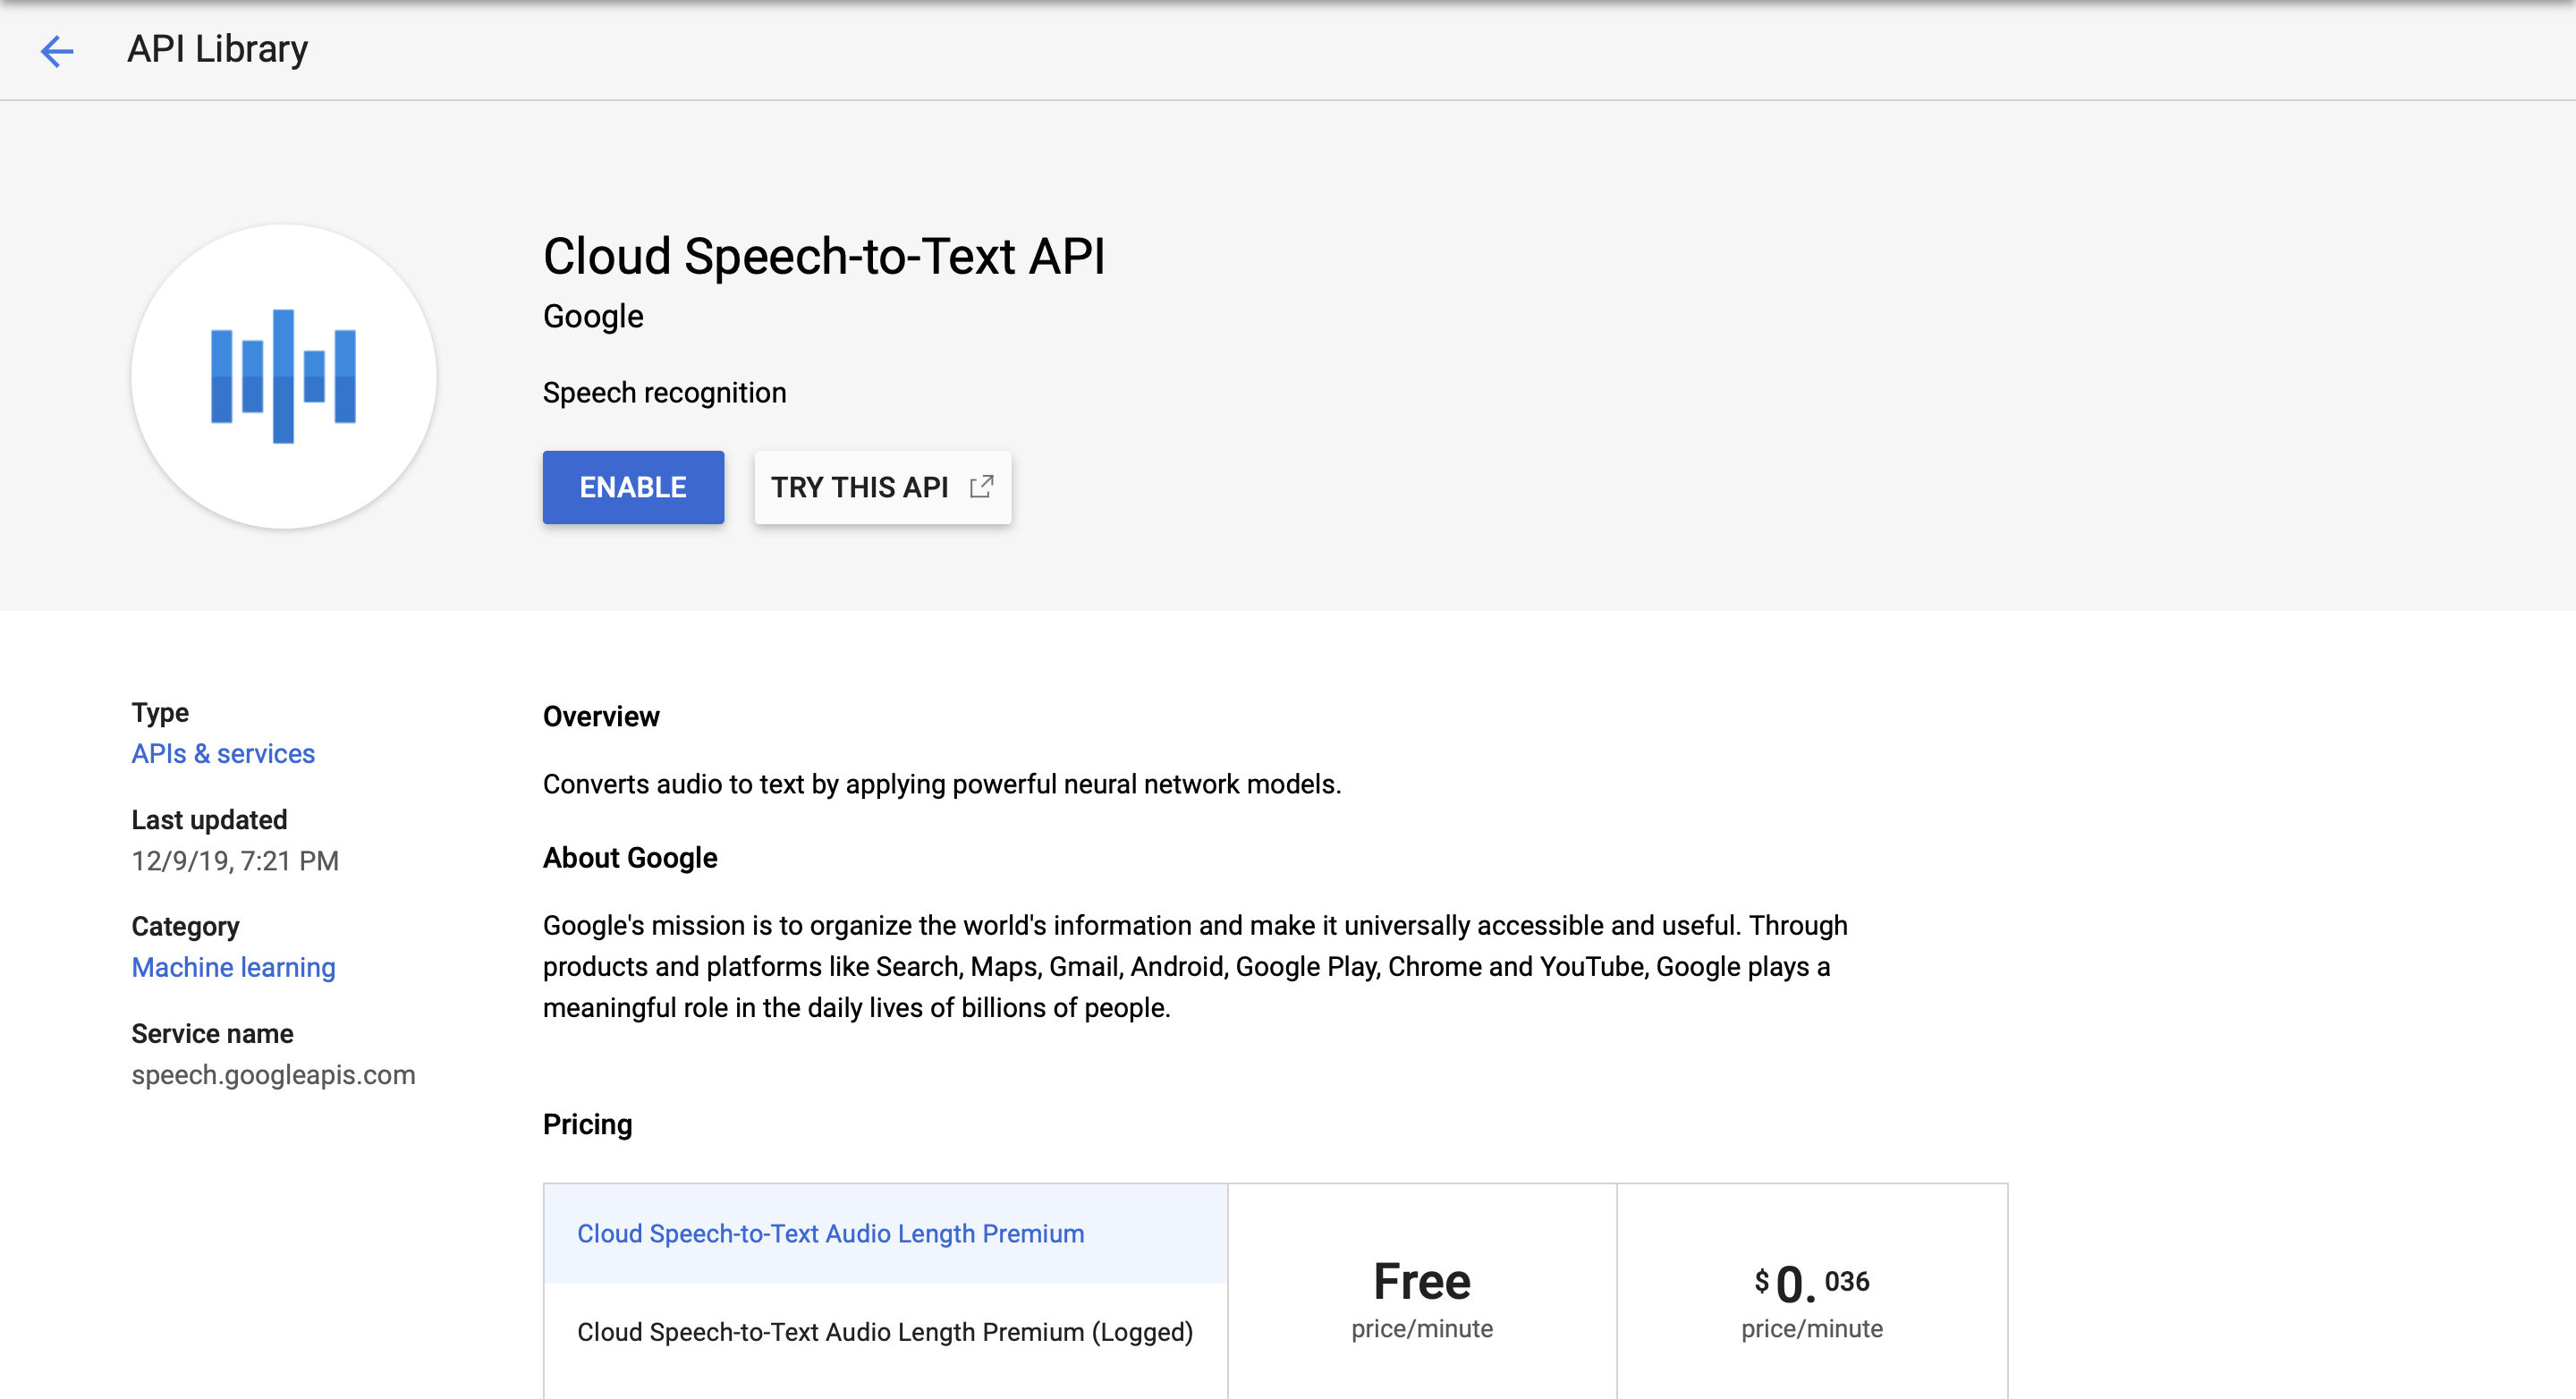 API Library
Cloud Speech-to-Text API
Google
Speech recognition
ENABLE
TRY THIS API
Type
APIs & services
Last updated
12/9/19, 7:21 PM
Category
Machine learning
Service name
speech.googleapis.com
Overview
Converts audio to text by applying powerful neural network models.
About Google
Google's mission is to organize the world's information and make it universally accessible and useful. Through
products and platforms like Search, Maps, Gmail, Android, Google Play, Chrome and YouTube, Google plays a
meaningful role in the daily lives of billions of people.
Pricing
Cloud Speech-to-Text Audio Length Premium
Cloud Speech-to-Text Audio Length Premium (Logged)
Free
price/minute
$0.036
price/minute